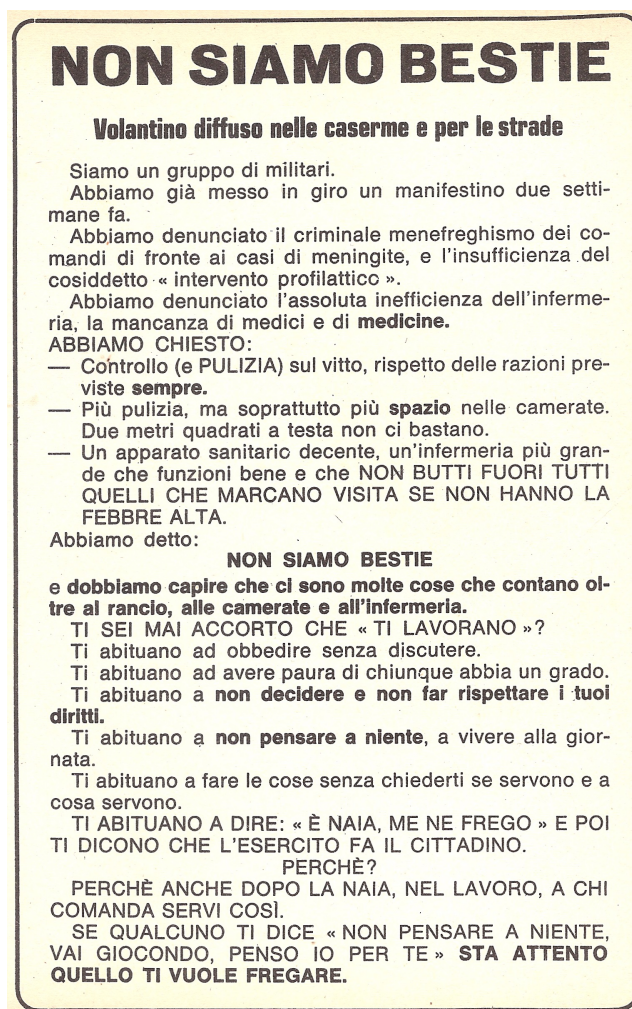 NON SIAMO BESTIE
Volantino diffuso nelle caserme e per le strade
Siamo un gruppo di militari.
Abbiamo già messo in giro un manifestino due setti-
mane fa.
Abbiamo denunciato il criminale menefreghismo dei co-
mandi di fronte ai casi di meningite, e l'insufficienza del
cosiddetto « intervento profilattico ».
Abbiamo denunciato l'assoluta inefficienza dell'inferme-
ria, la mancanza di medici e di medicine.
ABBIAMO CHIESTO:
— Controllo (e PULIZIA) sul vitto, rispetto delle razioni pre-
viste sempre.
— Più pulizia, ma soprattutto più spazio nelle camerate.
Due metri quadrati a testa non ci bastano.
— Un apparato sanitario decente, un'infermeria più gran-
de che funzioni bene e che NON BUTTI FUORI TUTTI
QUELLI CHE MARCANO VISITA SE NON HANNO LA
FEBBRE ALTA.
Abbiamo detto:
NON SIAMO BESTIE
e dobbiamo capire che ci sono molte cose che contano ol-
tre al rancio, alle camerate e all'infermeria.
TI SEI MAI ACCORTO CHE « TI LAVORANO »?
Ti abituano ad obbedire senza discutere.
Ti abituano ad avere paura di chiunque abbia un grado.
Ti abituano a non decidere e non far rispettare i tuoi
diritti.
Ti abituano a non pensare a niente, a vivere alla gior-
nata.
Ti abituano a fare le cose senza chiederti se servono e a
cosa servono.
TI ABITUANO A DIRE: « È NAIA, ME NE FREGO » E POI
TI DICONO CHE L'ESERCITO FA IL CITTADINO.
PERCHÈ?
PERCHÈ ANCHE DOPO LA NAIA, NEL LAVORO, A CHI
COMANDA SERVI COSÌ.
SE QUALCUNO TI DICE « NON PENSARE A NIENTE,
VAI GIOCONDO, PENSO IO PER TE » STA ATTENTO
QUELLO TI VUOLE FREGARE.